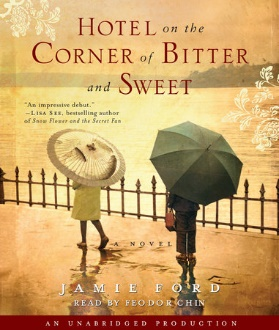 HOTEL on the
CORNER of BITTER
and SWEET
"An impressive debut."
—LISA SEE, bestselling author
of Snow Flower and the Secret Fan
A NOVEL
JAMIE FORD
READ BY FEODOR CHIN
AN UNABRIDGED PRODUCTION